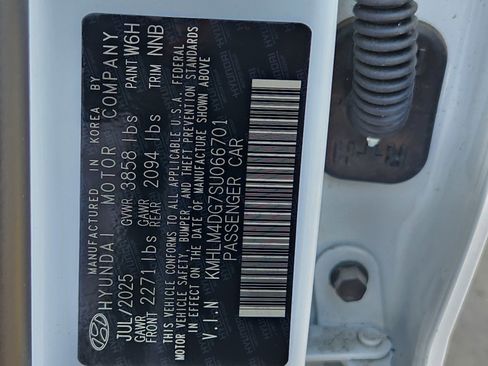 MANUFACTURED IN KOREA BY
HYUNDAI MOTOR COMPANY
JUL/2025 GVWR 3858 lbs PAINT W6H
GAWR FRONT 2271 lbs GAWR REAR 2094 lbs TRIM NNB
THIS VEHICLE CONFORMS TO ALL APPLICABLE U.S.A. FEDERAL
MOTOR VEHICLE SAFETY, BUMPER, AND THEFT PREVENTION STANDARDS
IN EFFECT ON THE DATE OF MANUFACTURE SHOWN ABOVE
V.I.N KMHLM4DG7SU066701
PASSENGER CAR